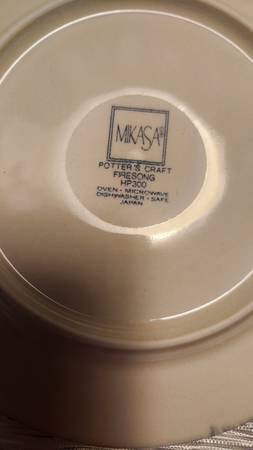 MIKASA®
POTTER'S CRAFT
FIRESONG
HP300
OVEN • MICROWAVE
DISHWASHER • SAFE
JAPAN